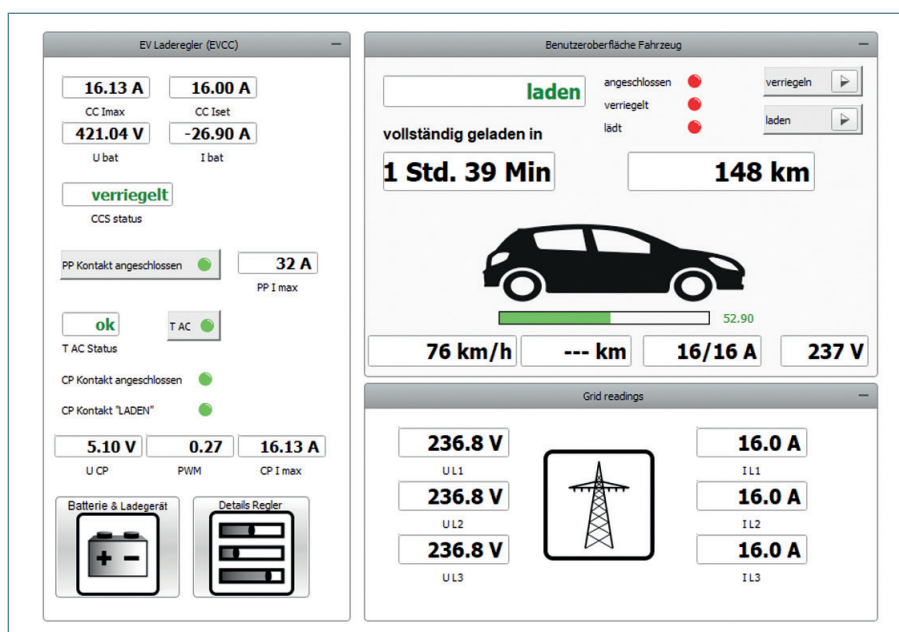 EV Laderegler (EVCC)
16.13 A 16.00 A
CC Imax CC Iset
421.04 V -26.90 A
U bat I bat
verriegelt
CCS status
PP Kontakt angeschlossen 32 A
PP I max
ok T AC
T AC Status
CP Kontakt angeschlossen
CP Kontakt "LADEN"
5.10 V 0.27 16.13 A
U CP PWM CP I max
Batterie & Ladegerät Details Regler
Benutzeroberfläche Fahrzeug
laden
angeschlossen
verriegelt
lädt
verriegeln
laden
vollständig geladen in
1 Std. 39 Min 148 km
52.90
76 km/h --- km 16/16 A 237 V
Grid readings
236.8 V 16.0 A
U L1 I L1
236.8 V 16.0 A
U L2 I L2
236.8 V 16.0 A
U L3 I L3